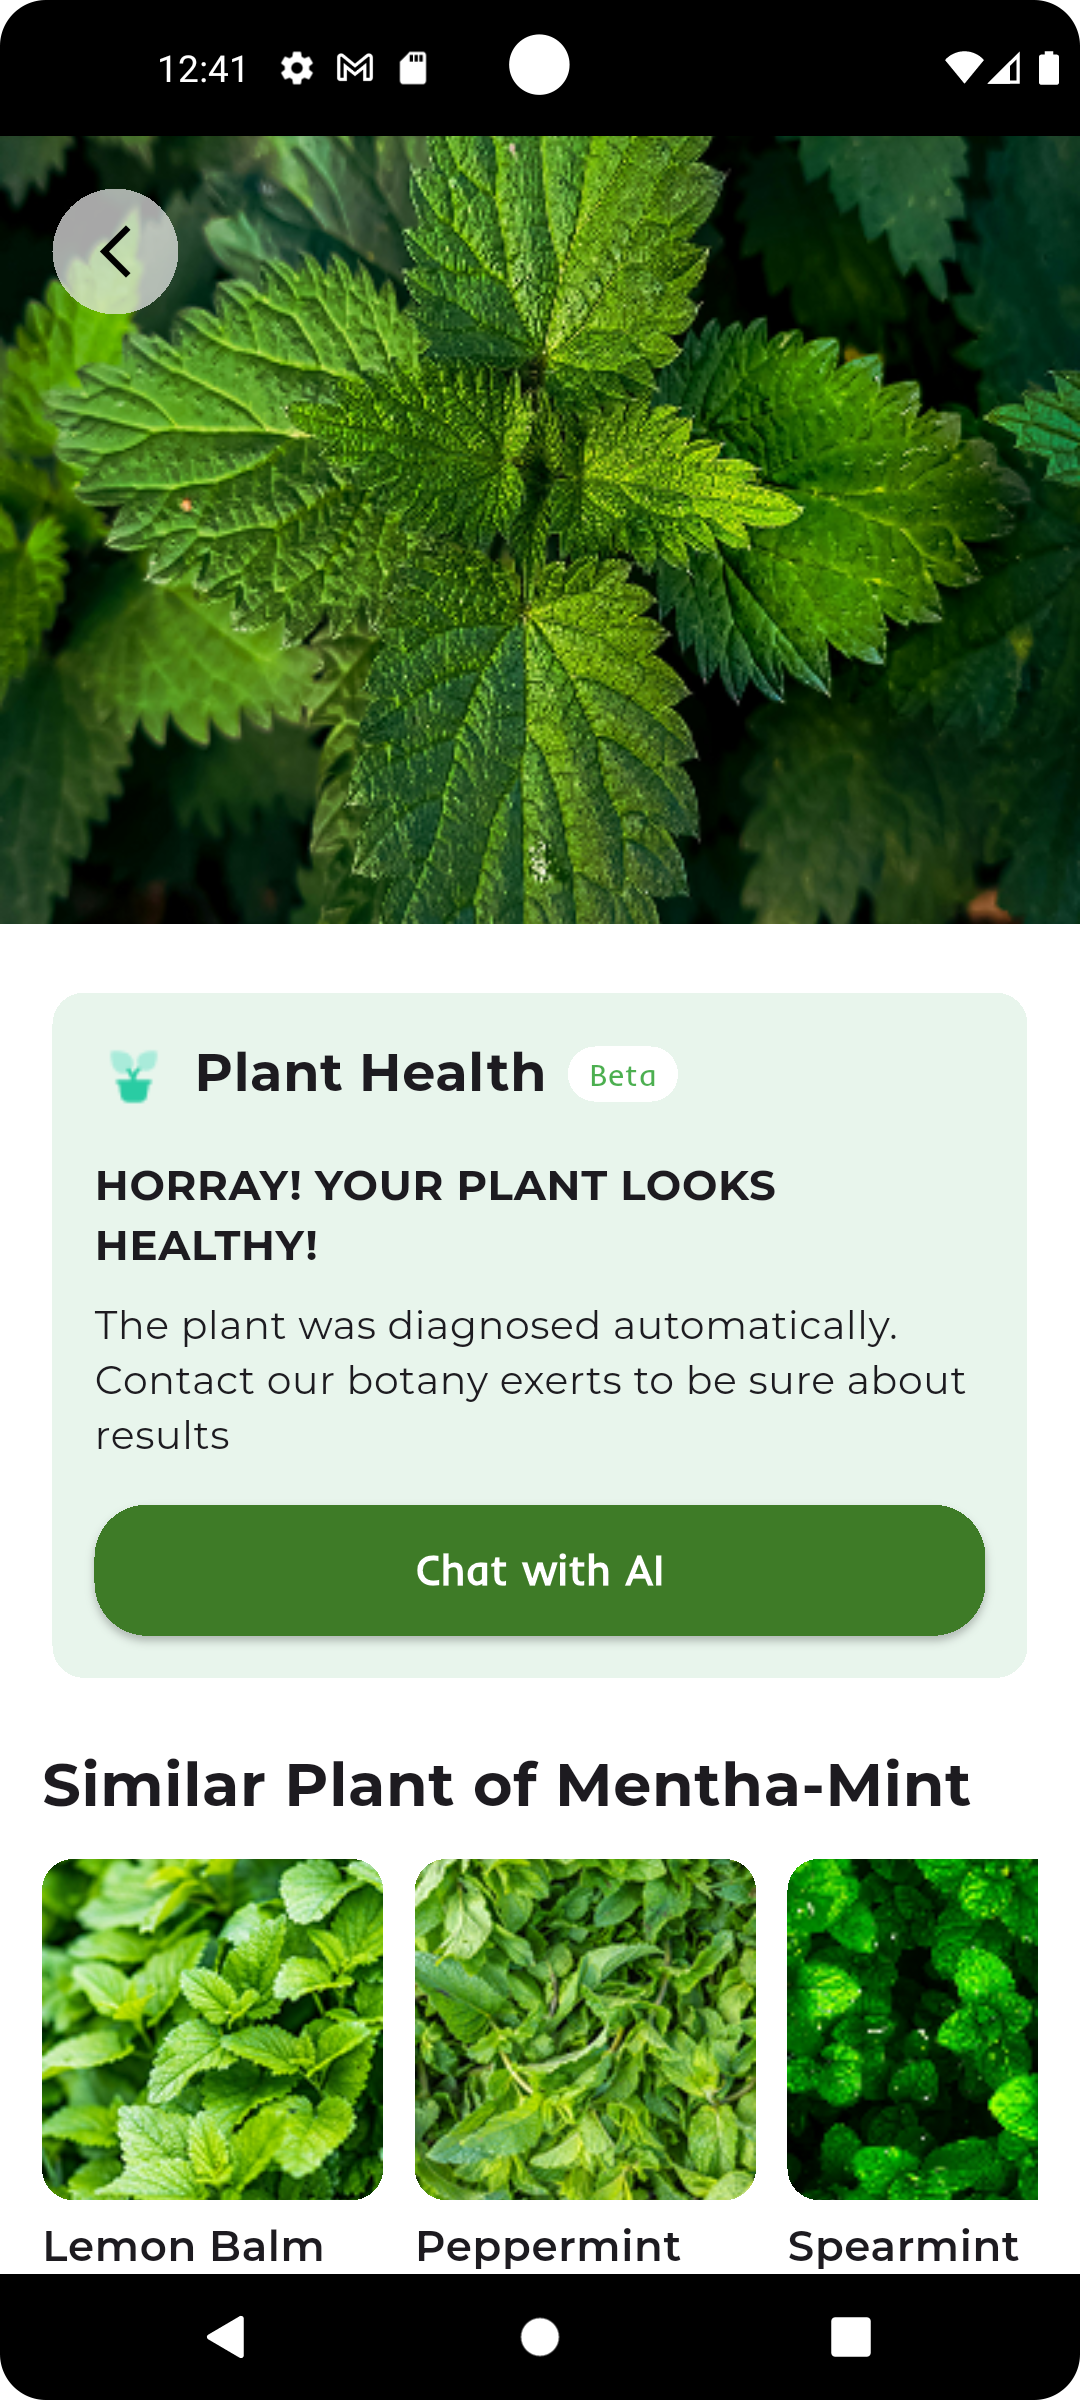 12:41
Plant Health Beta
HORRAY! YOUR PLANT LOOKS
HEALTHY!
The plant was diagnosed automatically.
Contact our botany exerts to be sure about
results
Chat with AI
Similar Plant of Mentha-Mint
Lemon Balm Peppermint Spearmint